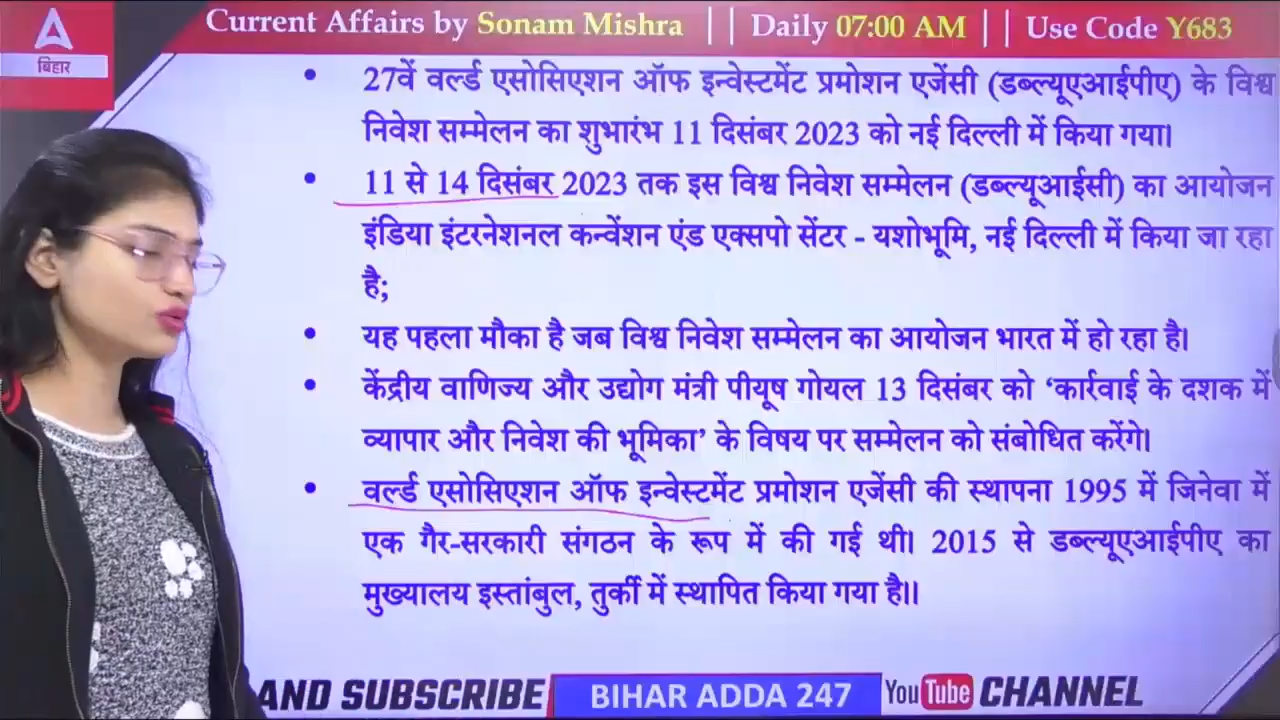 Current Affairs by Sonam Mishra || Daily 07:00 AM || Use Code Y683
A
बिहार
• 27वें वर्ल्ड एसोसिएशन ऑफ इन्वेस्टमेंट प्रमोशन एजेंसी (डब्ल्यूएआईपीए) के विश्व
निवेश सम्मेलन का शुभारंभ 11 दिसंबर 2023 को नई दिल्ली में किया गया।
• 11 से 14 दिसंबर 2023 तक इस विश्व निवेश सम्मेलन (डब्ल्यूआईसी) का आयोजन
इंडिया इंटरनेशनल कन्वेंशन एंड एक्सपो सेंटर - यशोभूमि, नई दिल्ली में किया जा रहा
है;
• यह पहला मौका है जब विश्व निवेश सम्मेलन का आयोजन भारत में हो रहा है।
• केंद्रीय वाणिज्य और उद्योग मंत्री पीयूष गोयल 13 दिसंबर को ‘कार्रवाई के दशक में
व्यापार और निवेश की भूमिका’ के विषय पर सम्मेलन को संबोधित करेंगे।
• वर्ल्ड एसोसिएशन ऑफ इन्वेस्टमेंट प्रमोशन एजेंसी की स्थापना 1995 में जिनेवा में
एक गैर-सरकारी संगठन के रूप में की गई थी। 2015 से डब्ल्यूएआईपीए का
मुख्यालय इस्तांबुल, तुर्की में स्थापित किया गया है।।
AND SUBSCRIBE BIHAR ADDA 247 YouTube CHANNEL